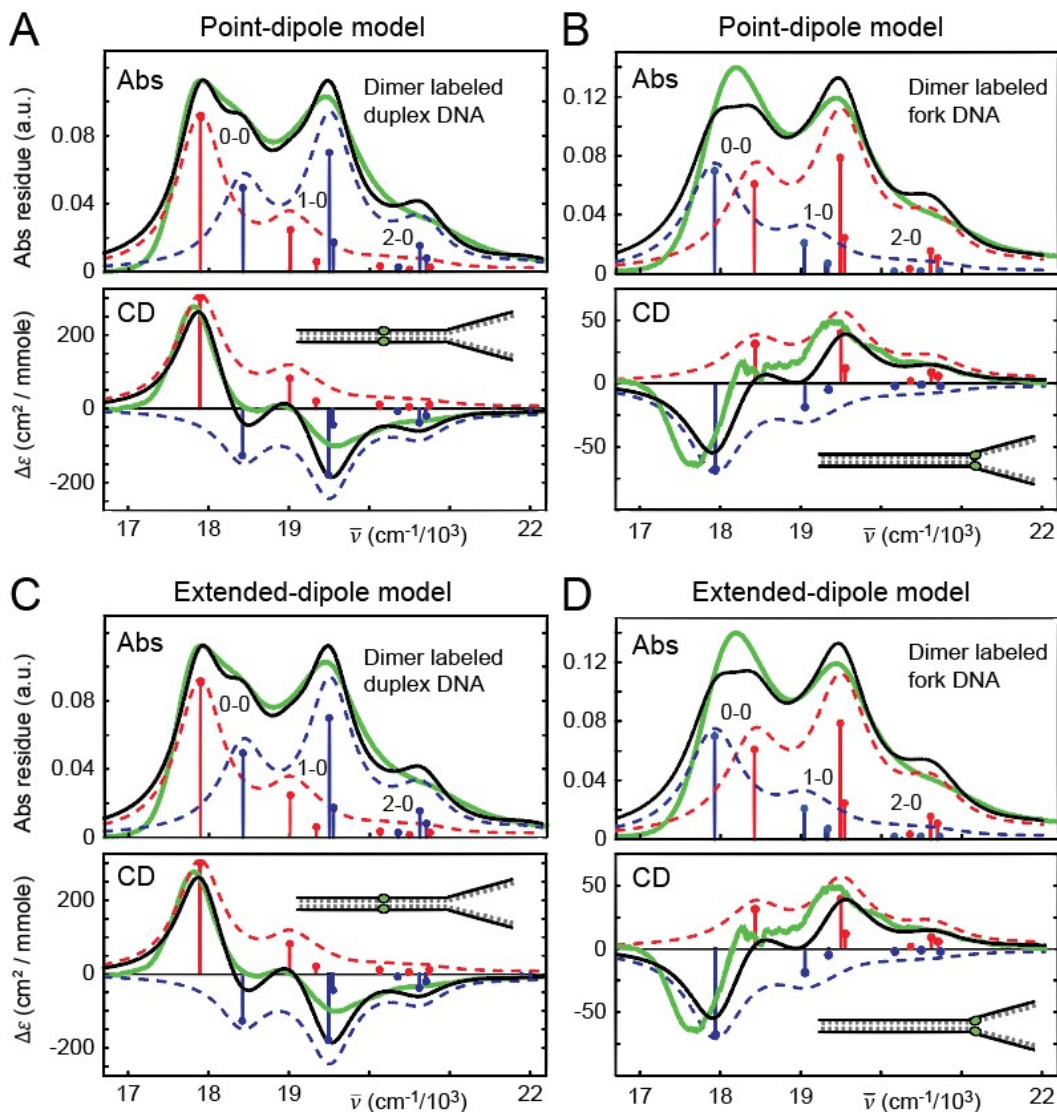 A
Point-dipole model
Abs
Dimer labeled
duplex DNA
0-0
1-0
2-0
Abs residue (a.u.)
0.08
0.04
0
CD
200
0
-200
Δε (cm² / mmole)
17
18
19
ν̅ (cm⁻¹/10³)
22
B
Point-dipole model
Abs
Dimer labeled
fork DNA
0-0
1-0
2-0
0.12
0.08
0.04
0
CD
50
0
-50
17
18
19
ν̅ (cm⁻¹/10³)
22
C
Extended-dipole model
Abs
Dimer labeled
duplex DNA
0-0
1-0
2-0
Abs residue (a.u.)
0.08
0.04
0
CD
200
0
-200
Δε (cm² / mmole)
17
18
19
ν̅ (cm⁻¹/10³)
22
D
Extended-dipole model
Abs
Dimer labeled
fork DNA
0-0
1-0
2-0
0.12
0.08
0.04
0
CD
50
0
-50
17
18
19
ν̅ (cm⁻¹/10³)
22